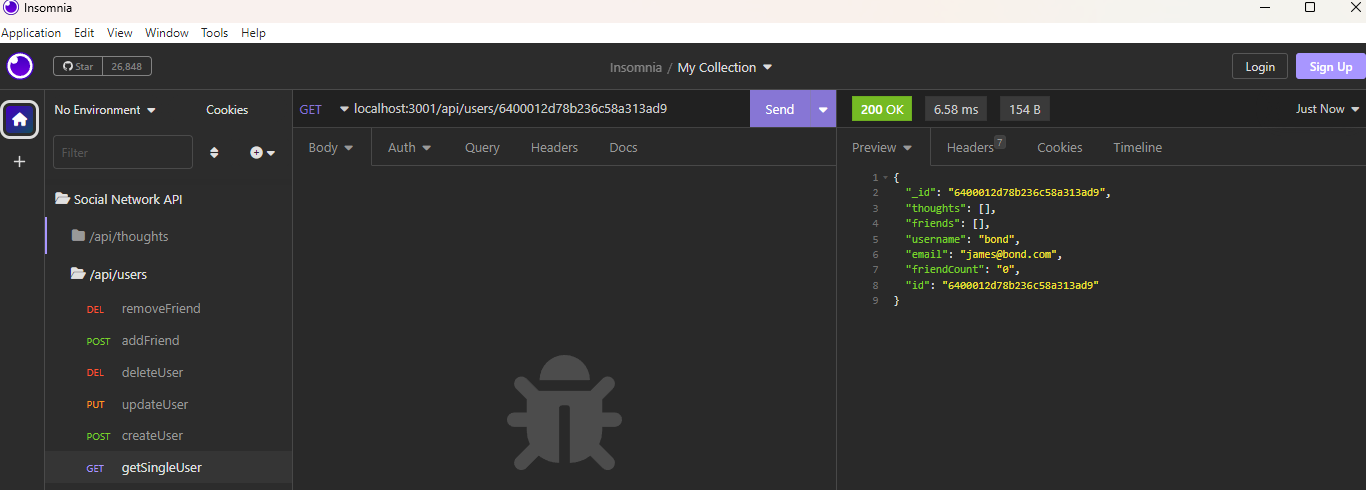 Insomnia
Application Edit View Window Tools Help
Star 26,848
Insomnia / My Collection
Login Sign Up
No Environment Cookies
Filter
Social Network API
/api/thoughts
/api/users
DEL removeFriend
POST addFriend
DEL deleteUser
PUT updateUser
POST createUser
GET getSingleUser
GET localhost:3001/api/users/6400012d78b236c58a313ad9 Send
Body Auth Query Headers Docs
200 OK 6.58 ms 154 B Just Now
Preview Headers 7 Cookies Timeline
1 {
2 "_id": "6400012d78b236c58a313ad9",
3 "thoughts": [],
4 "friends": [],
5 "username": "bond",
6 "email": "james@bond.com",
7 "friendCount": "0",
8 "id": "6400012d78b236c58a313ad9"
9 }